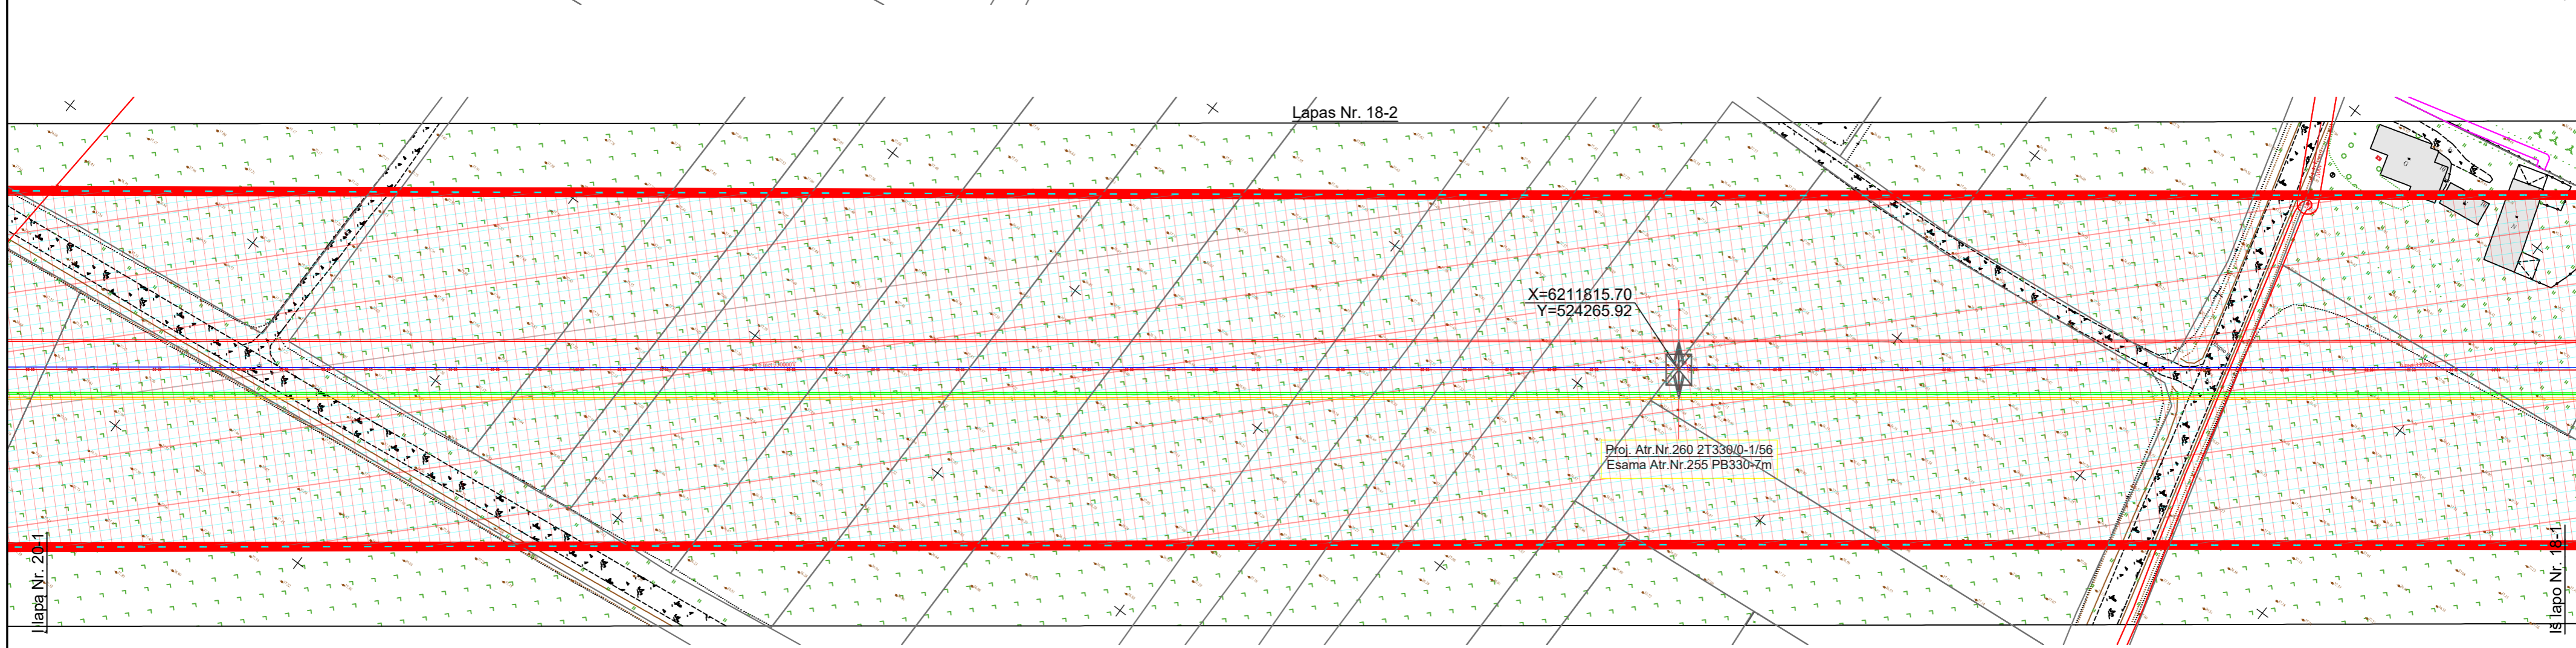 Lapas Nr. 18-2
X=6211815.70
Y=524265.92
Proj. Atr.Nr.260 2T330/0-1/56
Esama Atr.Nr.255 PB330-7m
Į lapą Nr. 20-1
Iš lapo Nr. 18-1